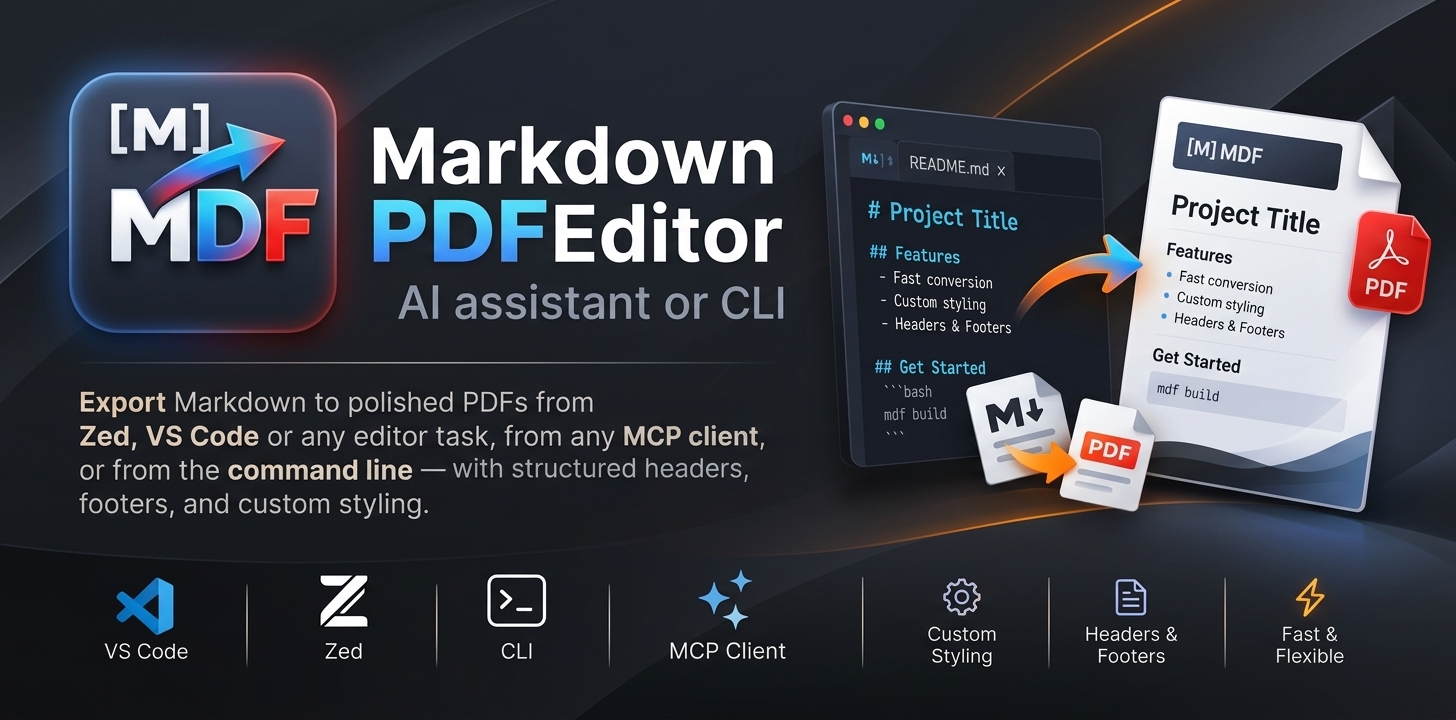 [M]
MDF
Markdown
PDFEditor
AI assistant or CLI
Export Markdown to polished PDFs from
Zed, VS Code or any editor task, from any MCP client,
or from the command line — with structured headers,
footers, and custom styling.
M↓
README.md x
# Project Title
## Features
- Fast conversion
- Custom styling
- Headers & Footers
## Get Started
```bash
mdf build
```
M↓
PDF
[M] MDF
Project Title
Features
• Fast conversion
• Custom styling
• Headers & Footers
Get Started
mdf build
PDF
VS Code
Zed
CLI
MCP Client
Custom
Styling
Headers &
Footers
Fast &
Flexible